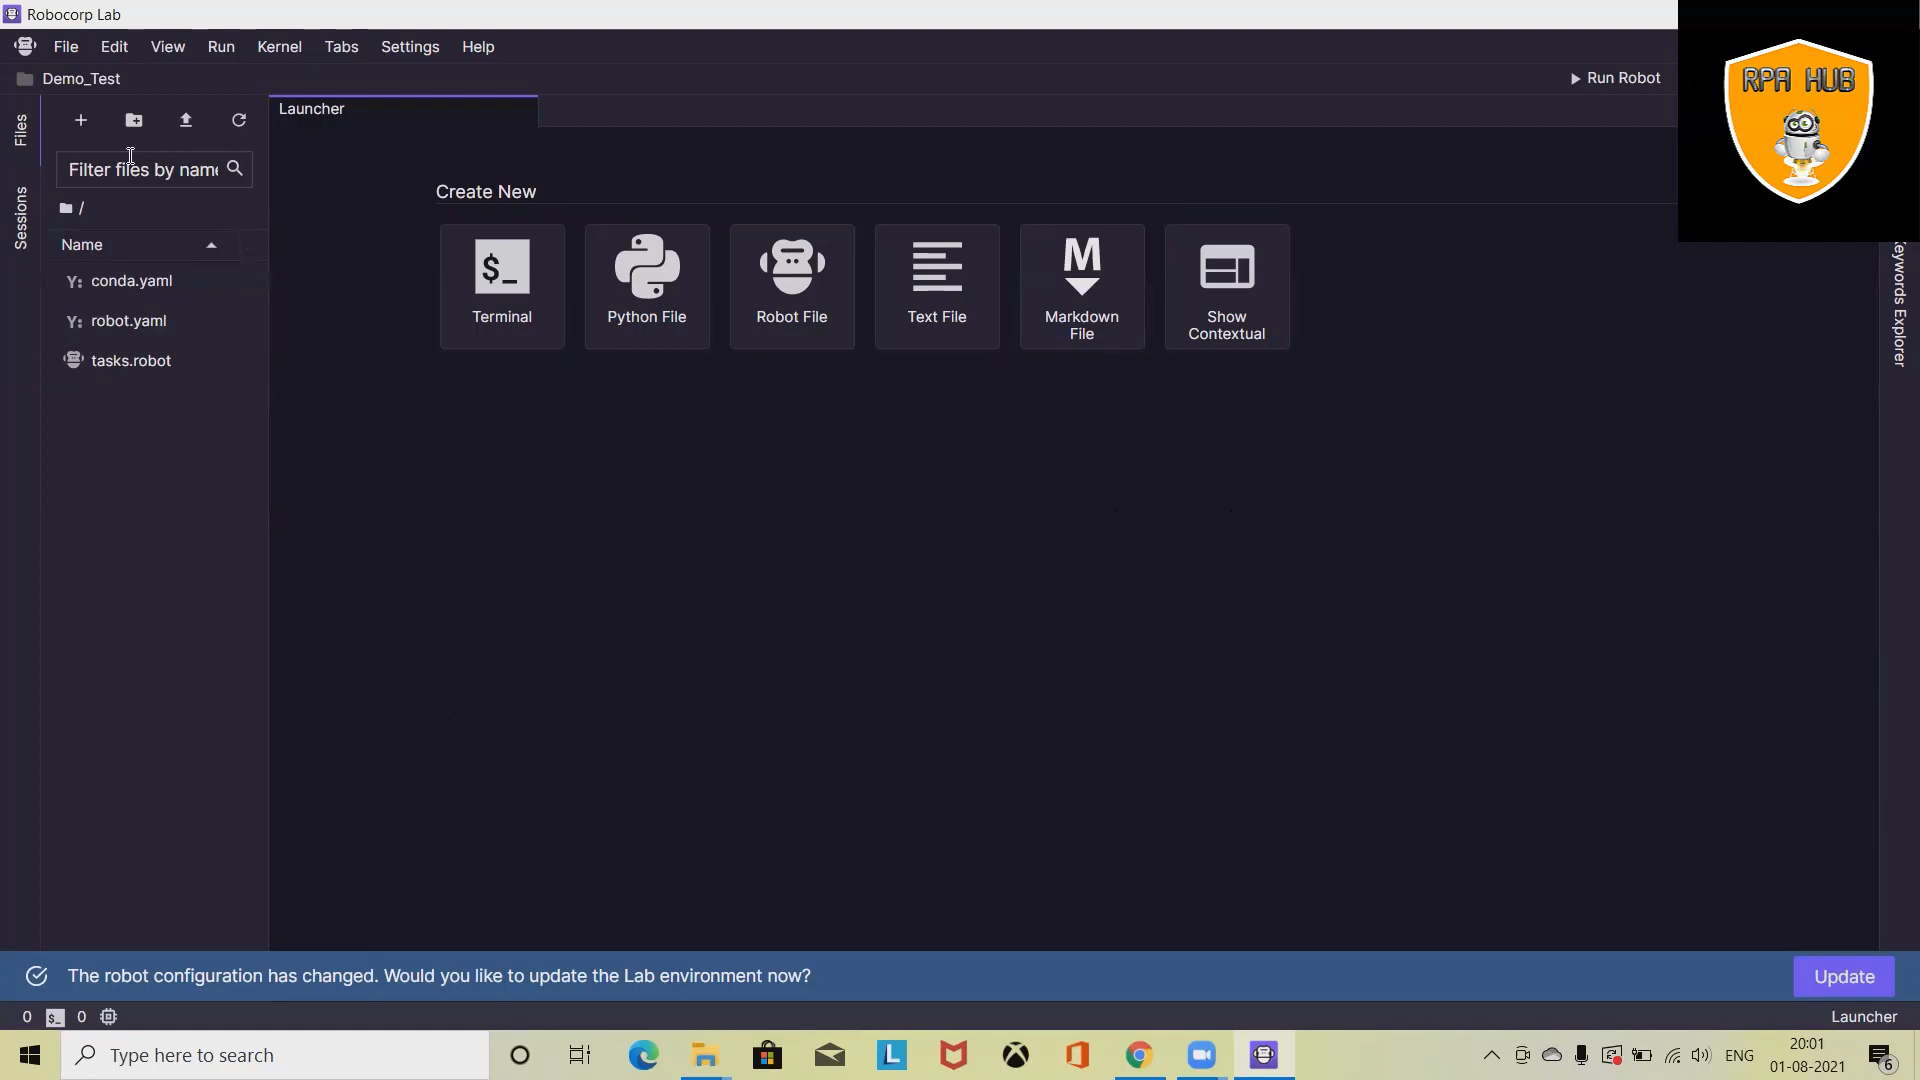 Robocorp Lab
File Edit View Run Kernel Tabs Settings Help
Demo_Test
Run Robot
RPA HUB
Files
Sessions
Launcher
Filter files by name
/
Name
conda.yaml
robot.yaml
tasks.robot
Create New
$_
Terminal
Python File
Robot File
Text File
M
Markdown
File
Show
Contextual
Keywords Explorer
The robot configuration has changed. Would you like to update the Lab environment now?
Update
0 $_ 0
Launcher
Type here to search
L
ENG
20:01
01-08-2021
6